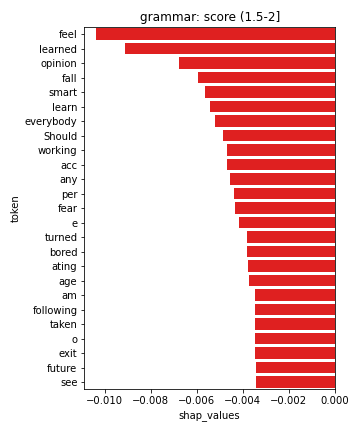 grammar: score (1.5-2]
feel
learned
opinion
fall
smart
learn
everybody
Should
working
acc
any
per
fear
e
turned
bored
ating
age
am
following
taken
o
exit
future
see
token
−0.010 −0.008 −0.006 −0.004 −0.002 0.000
shap_values